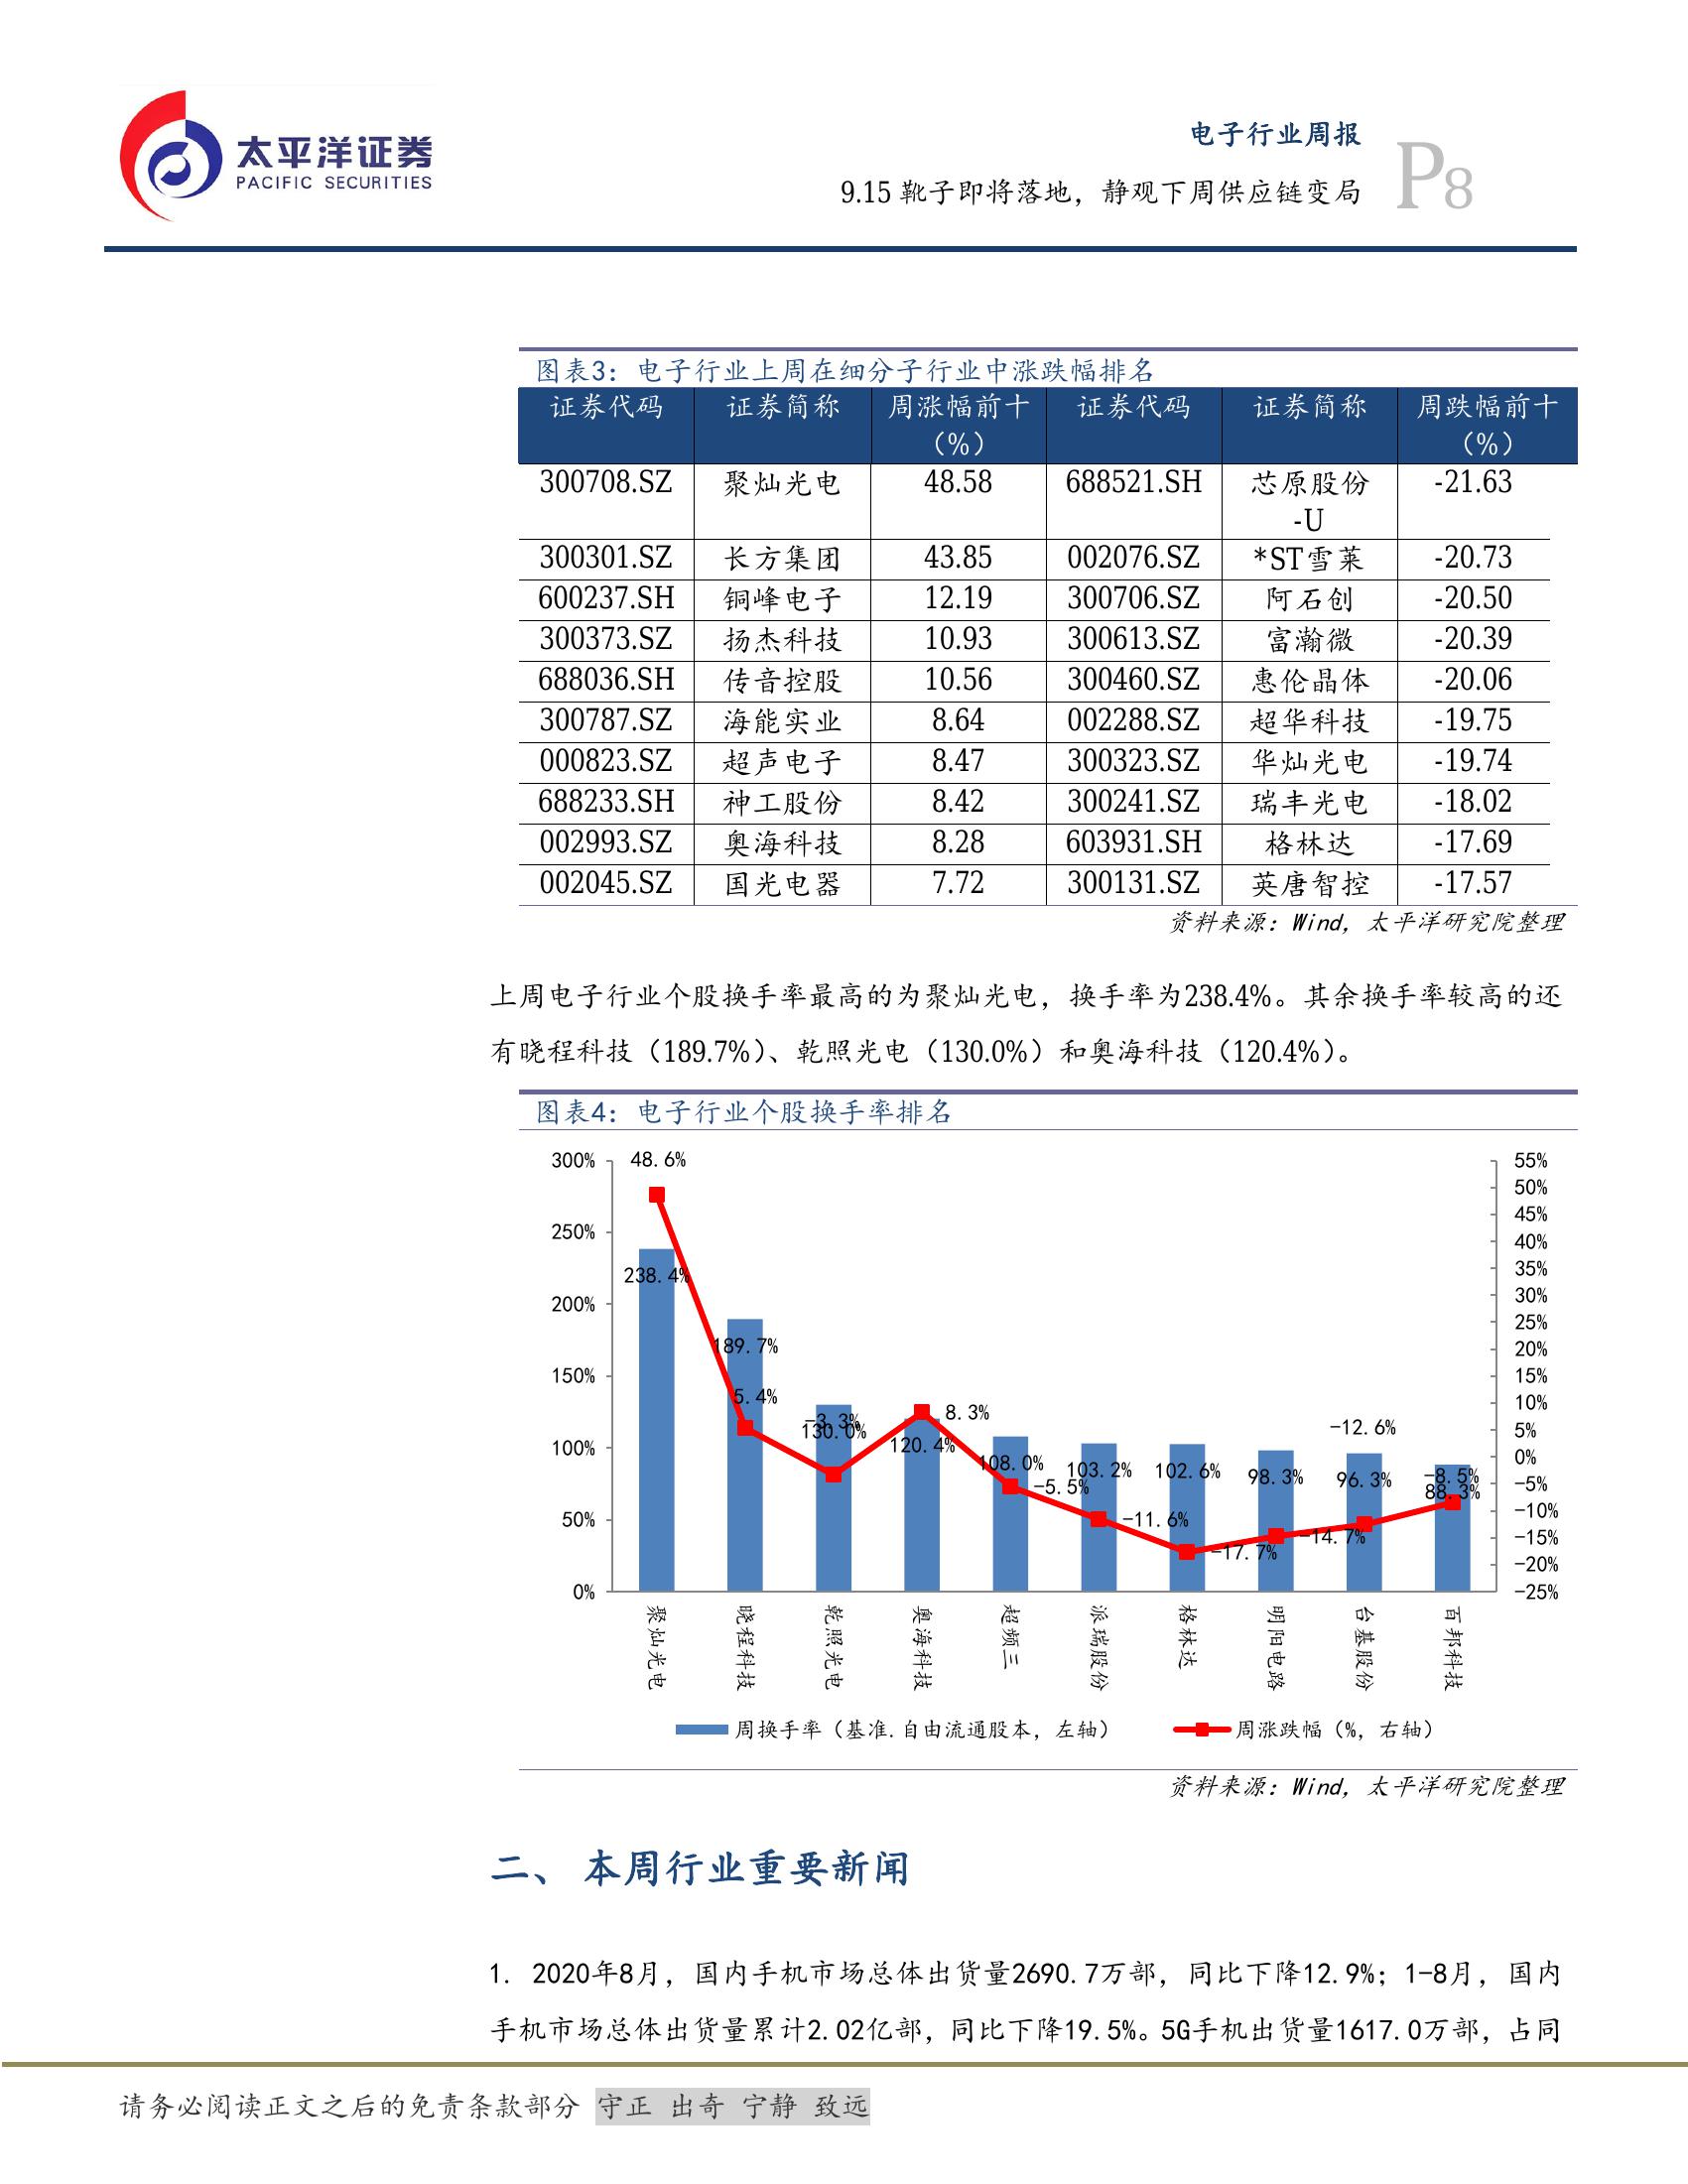 太平洋证券
PACIFIC SECURITIES
电子行业周报
9.15 靴子即将落地，静观下周供应链变局
P8
图表3：电子行业上周在细分子行业中涨跌幅排名
证券代码 证券简称 周涨幅前十（%） 证券代码 证券简称 周跌幅前十（%）
300708.SZ 聚灿光电 48.58 688521.SH 芯原股份-U -21.63
300301.SZ 长方集团 43.85 002076.SZ *ST雪莱 -20.73
600237.SH 铜峰电子 12.19 300706.SZ 阿石创 -20.50
300373.SZ 扬杰科技 10.93 300613.SZ 富瀚微 -20.39
688036.SH 传音控股 10.56 300460.SZ 惠伦晶体 -20.06
300787.SZ 海能实业 8.64 002288.SZ 超华科技 -19.75
000823.SZ 超声电子 8.47 300323.SZ 华灿光电 -19.74
688233.SH 神工股份 8.42 300241.SZ 瑞丰光电 -18.02
002993.SZ 奥海科技 8.28 603931.SH 格林达 -17.69
002045.SZ 国光电器 7.72 300131.SZ 英唐智控 -17.57
资料来源：Wind，太平洋研究院整理
上周电子行业个股换手率最高的为聚灿光电，换手率为238.4%。其余换手率较高的还
有晓程科技（189.7%）、乾照光电（130.0%）和奥海科技（120.4%）。
图表4：电子行业个股换手率排名
300% 250% 200% 150% 100% 50% 0%
48.6% 5.4% -3.3% 8.3% -5.5% -11.6% -17.7% -14.7% -12.6% -8.5%
238.4% 189.7% 130.0% 120.4% 108.0% 103.2% 102.6% 98.3% 96.3% 88.3%
55% 50% 45% 40% 35% 30% 25% 20% 15% 10% 5% 0% -5% -10% -15% -20% -25%
聚灿光电 晓程科技 乾照光电 奥海科技 超频三 派瑞股份 格林达 明阳电路 台基股份 百邦科技
周换手率（基准.自由流通股本，左轴） 周涨跌幅（%，右轴）
资料来源：Wind，太平洋研究院整理
二、 本周行业重要新闻
1. 2020年8月，国内手机市场总体出货量2690.7万部，同比下降12.9%；1-8月，国内
手机市场总体出货量累计2.02亿部，同比下降19.5%。5G手机出货量1617.0万部，占同
请务必阅读正文之后的免责条款部分 守正 出奇 宁静 致远